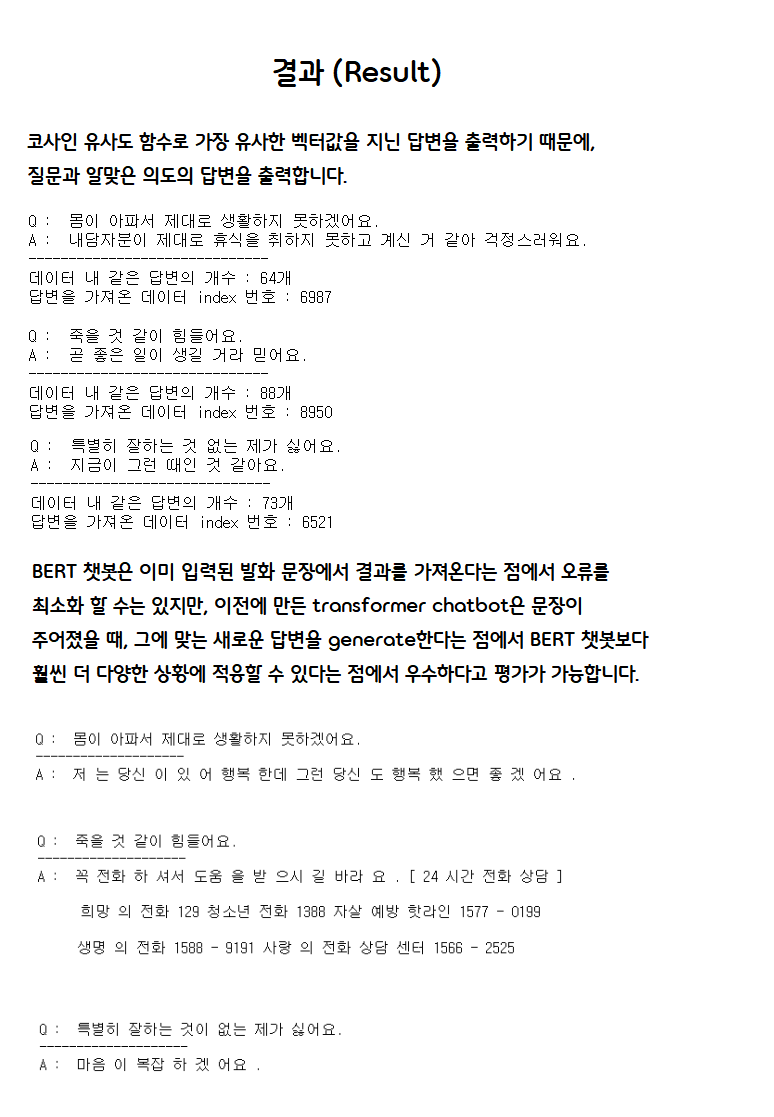 결과 (Result)
코사인 유사도 함수로 가장 유사한 벡터값을 지닌 답변을 출력하기 때문에,
질문과 알맞은 의도의 답변을 출력합니다.
Q : 몸이 아파서 제대로 생활하지 못하겠어요.
A : 내담자분이 제대로 휴식을 취하지 못하고 계신 거 같아 걱정스러워요.
------------------------------
데이터 내 같은 답변의 개수 : 64개
답변을 가져온 데이터 index 번호 : 6987
Q : 죽을 것 같이 힘들어요.
A : 곧 좋은 일이 생길 거라 믿어요.
------------------------------
데이터 내 같은 답변의 개수 : 88개
답변을 가져온 데이터 index 번호 : 8950
Q : 특별히 잘하는 것 없는 제가 싫어요.
A : 지금이 그런 때인 것 같아요.
------------------------------
데이터 내 같은 답변의 개수 : 73개
답변을 가져온 데이터 index 번호 : 6521
BERT 챗봇은 이미 입력된 발화 문장에서 결과를 가져온다는 점에서 오류를
최소화 할 수는 있지만, 이전에 만든 transformer chatbot은 문장이
주어졌을 때, 그에 맞는 새로운 답변을 generate한다는 점에서 BERT 챗봇보다
훨씬 더 다양한 상황에 적용할 수 있다는 점에서 우수하다고 평가가 가능합니다.
Q : 몸이 아파서 제대로 생활하지 못하겠어요.
--------------------
A : 저 는 당신 이 있 어 행복 한데 그런 당신 도 행복 했 으면 좋 겠 어요 .
Q : 죽을 것 같이 힘들어요.
--------------------
A : 꼭 전화 하 셔서 도움 을 받 으시 길 바라 요 . [ 24 시간 전화 상담 ]
희망 의 전화 129 청소년 전화 1388 자살 예방 핫라인 1577 - 0199
생명 의 전화 1588 - 9191 사랑 의 전화 상담 센터 1566 - 2525
Q : 특별히 잘하는 것이 없는 제가 싫어요.
--------------------
A : 마음 이 복잡 하 겠 어요 .